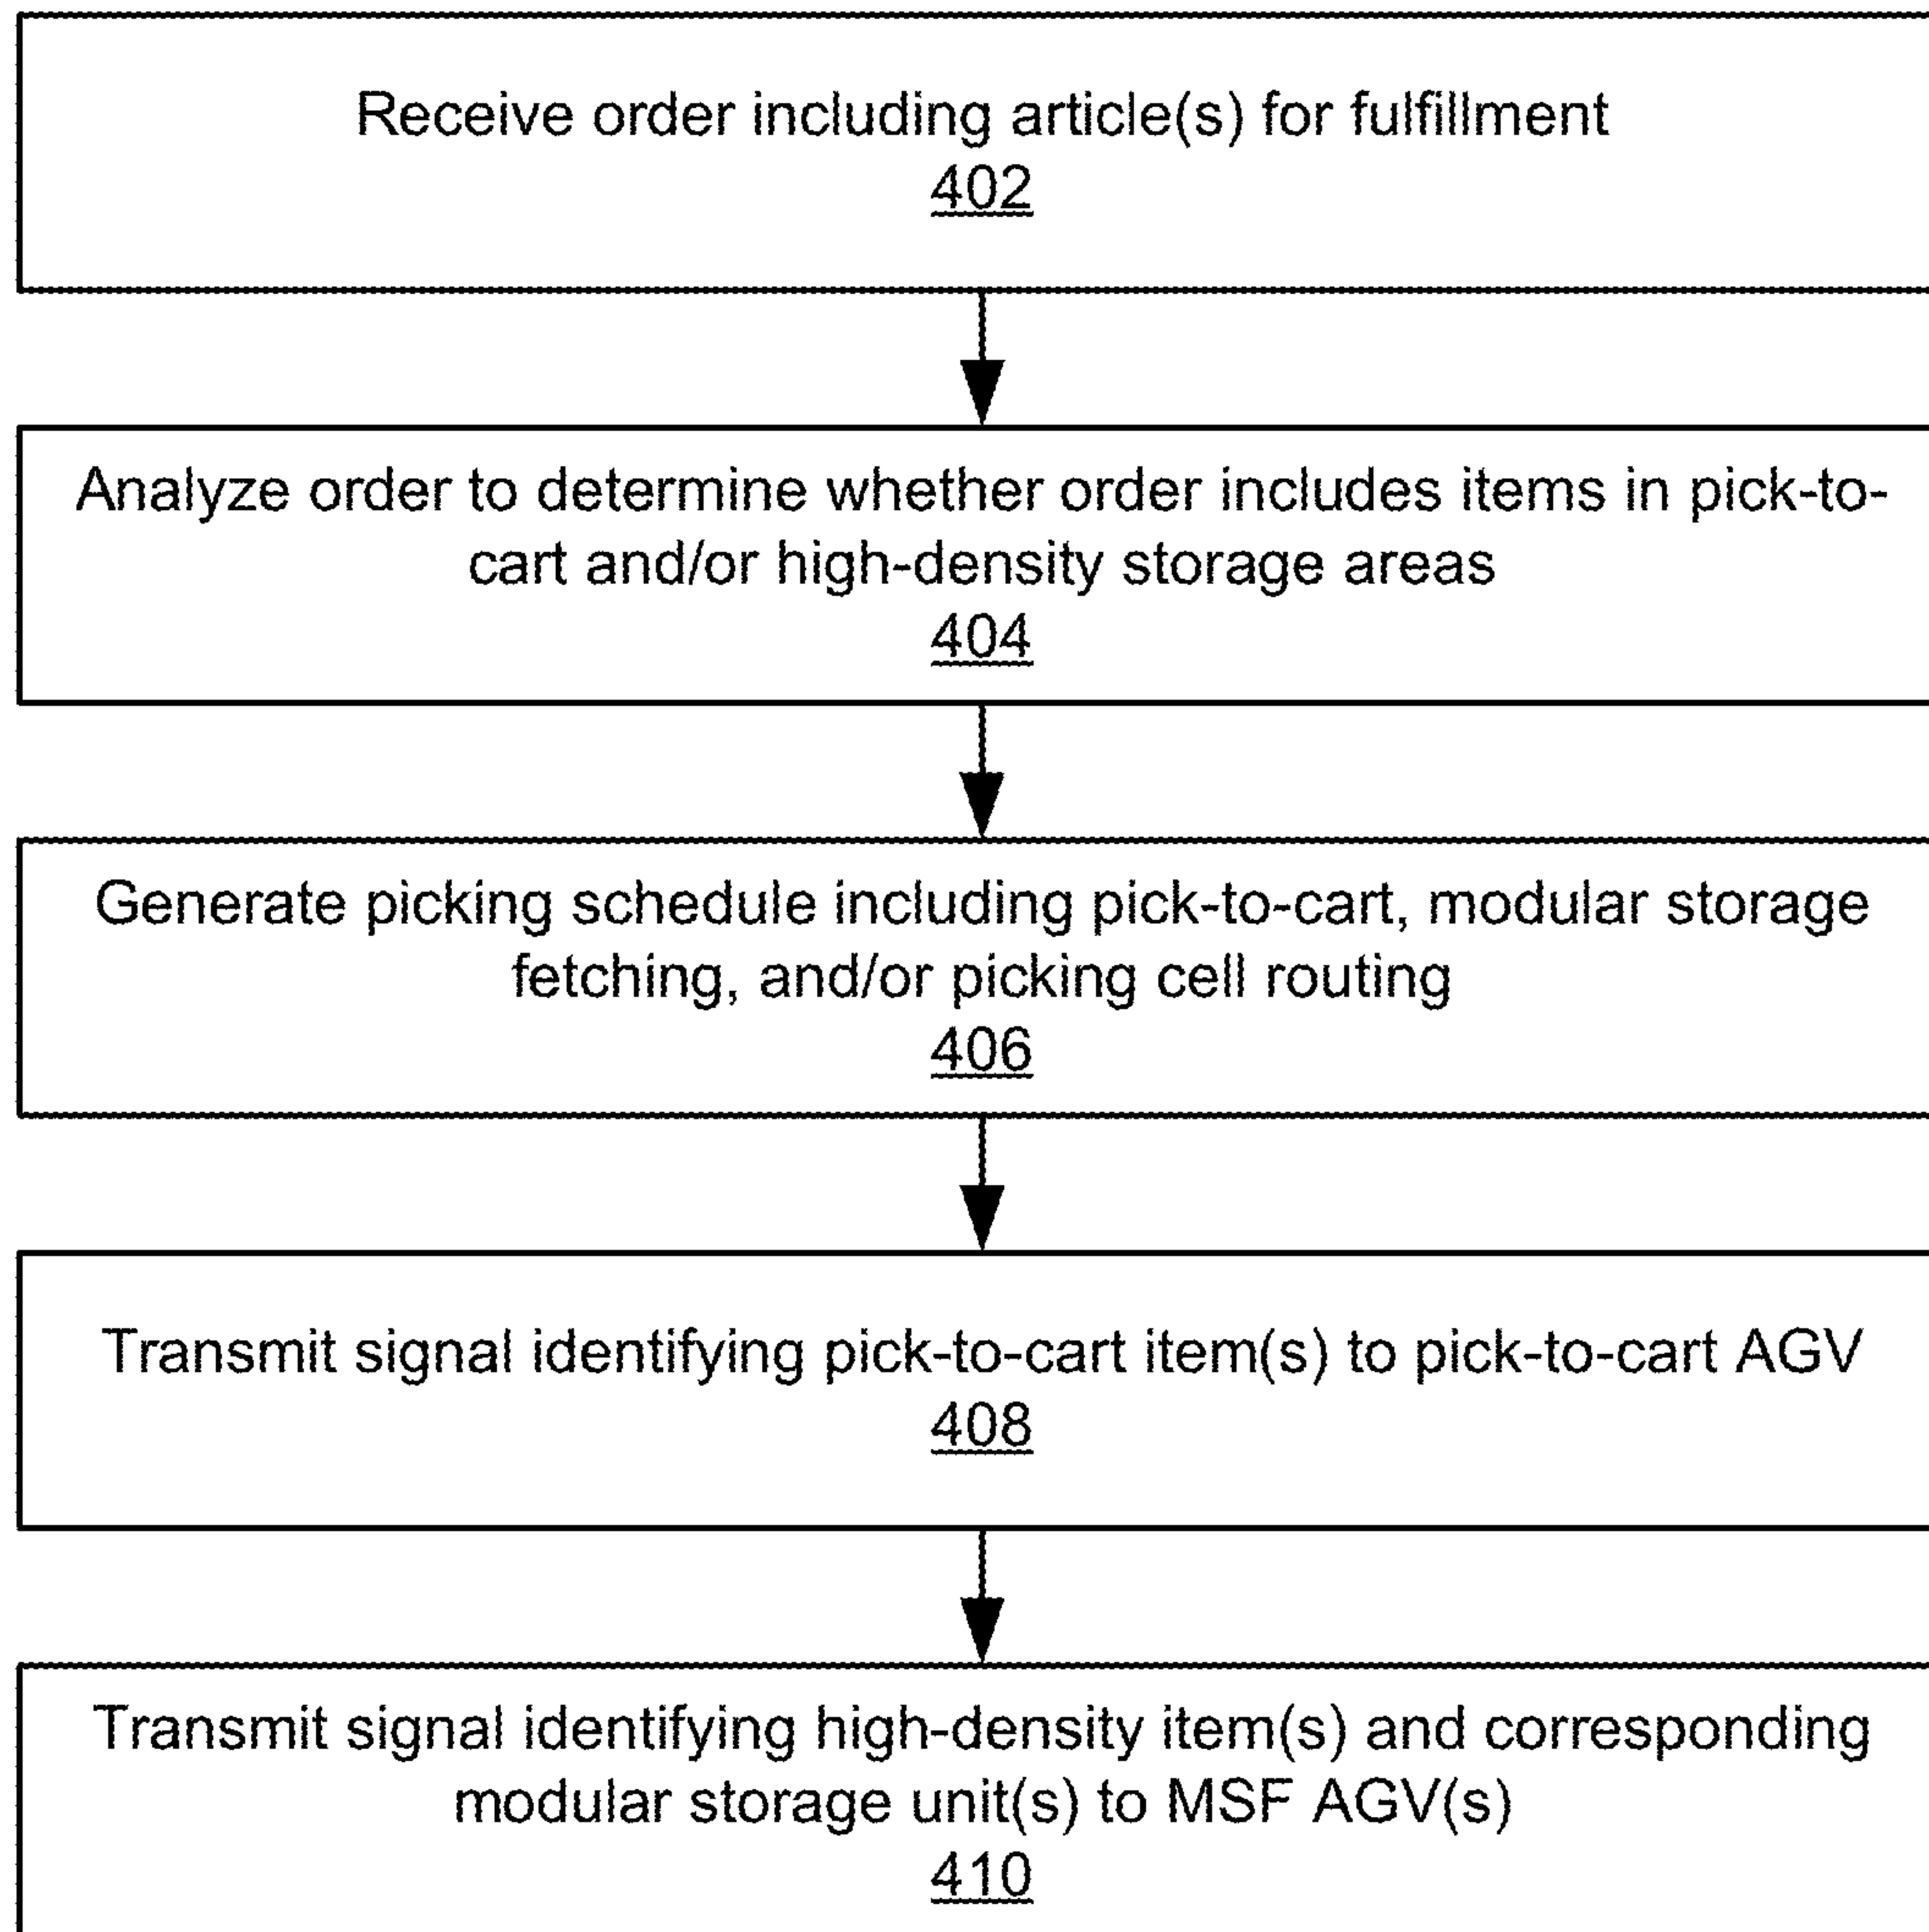 Receive order including article(s) for fulfillment
402
Analyze order to determine whether order includes items in pick-to-
cart and/or high-density storage areas
404
Generate picking schedule including pick-to-cart, modular storage
fetching, and/or picking cell routing
406
Transmit signal identifying pick-to-cart item(s) to pick-to-cart AGV
408
Transmit signal identifying high-density item(s) and corresponding
modular storage unit(s) to MSF AGV(s)
410